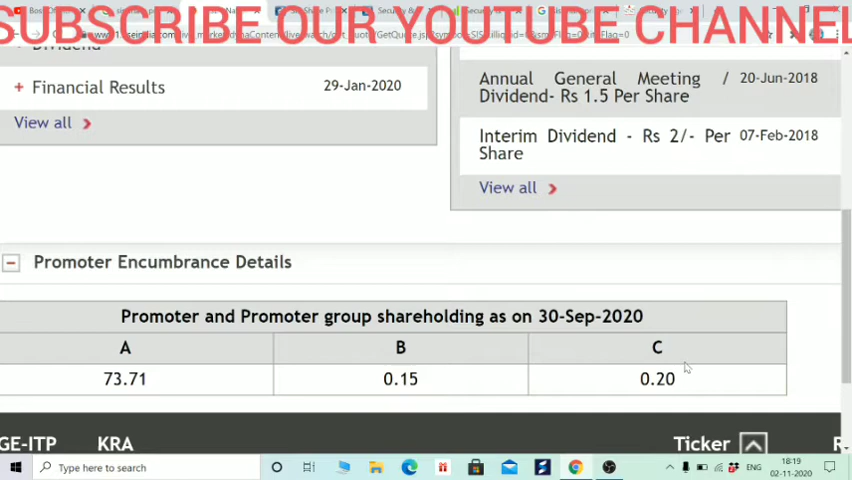 SUBSCRIBE OUR YOUTUBE CHANNEL
Dividend
+ Financial Results 29-Jan-2020
View all
Annual General Meeting / 20-Jun-2018
Dividend- Rs 1.5 Per Share
Interim Dividend - Rs 2/- Per 07-Feb-2018
Share
View all
Promoter Encumbrance Details
Promoter and Promoter group shareholding as on 30-Sep-2020
A B C
73.71 0.15 0.20
GE-ITP KRA Ticker
Type here to search
ENG
18:19
02-11-2020